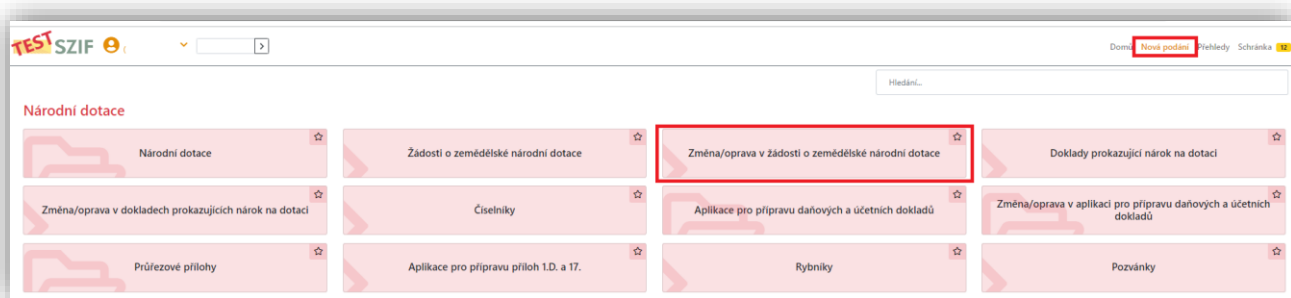 TEST SZIF
Domů Nová podání Přehledy Schránka 12
Hledání...
Národní dotace
Národní dotace
Žádosti o zemědělské národní dotace
Změna/oprava v žádosti o zemědělské národní dotace
Doklady prokazující nárok na dotaci
Změna/oprava v dokladech prokazujících nárok na dotaci
Číselníky
Aplikace pro přípravu daňových a účetních dokladů
Změna/oprava v aplikaci pro přípravu daňových a účetních
dokladů
Průřezové přílohy
Aplikace pro přípravu příloh 1.D. a 17.
Rybníky
Pozvánky